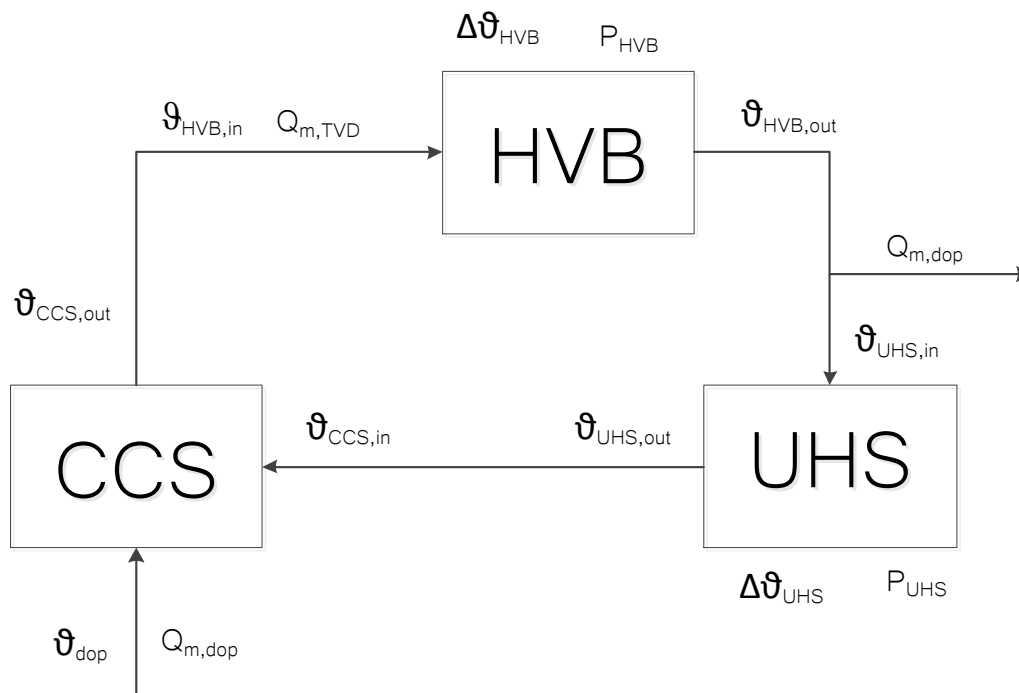 Δϑ_HVB P_HVB
ϑ_HVB,in Q_m,TVD
ϑ_HVB,out
HVB
Q_m,dop
ϑ_CCS,out
ϑ_UHS,in
ϑ_CCS,in
ϑ_UHS,out
CCS
UHS
Δϑ_UHS P_UHS
ϑ_dop Q_m,dop